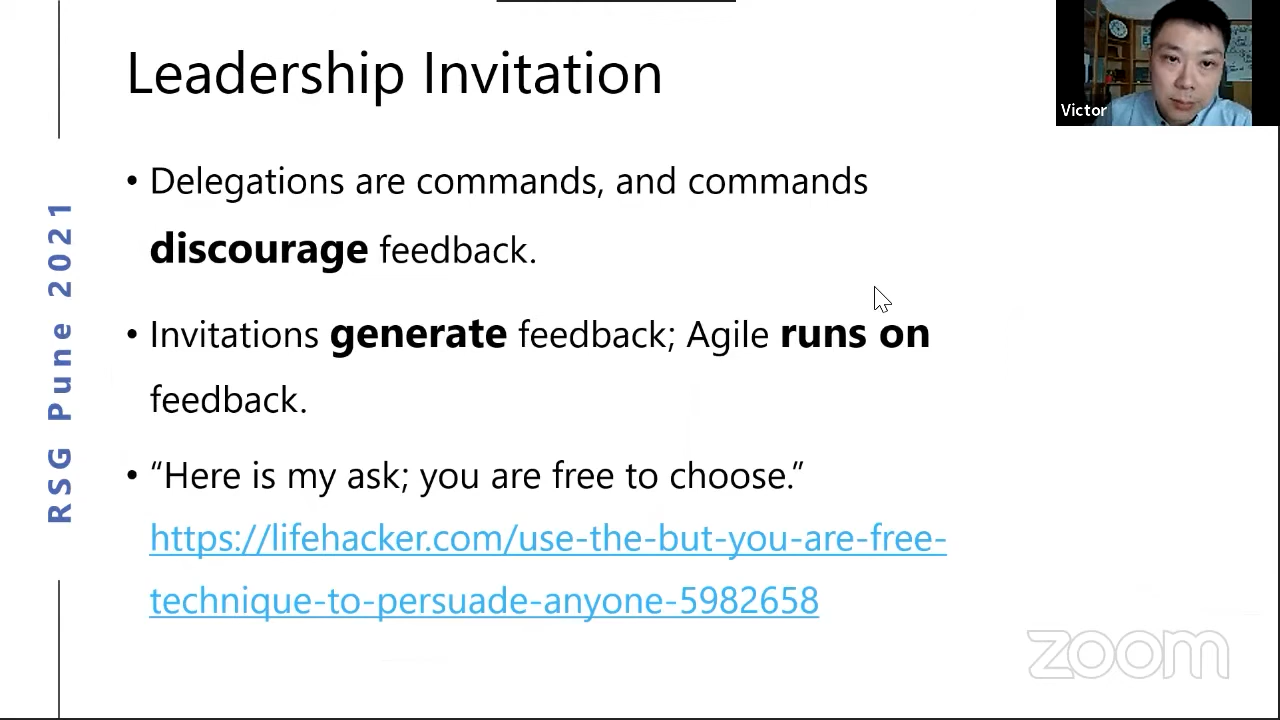 Leadership Invitation
Victor
• Delegations are commands, and commands
discourage feedback.
• Invitations generate feedback; Agile runs on
feedback.
• “Here is my ask; you are free to choose.”
https://lifehacker.com/use-the-but-you-are-free-
technique-to-persuade-anyone-5982658
RSG Pune 2021
zoom